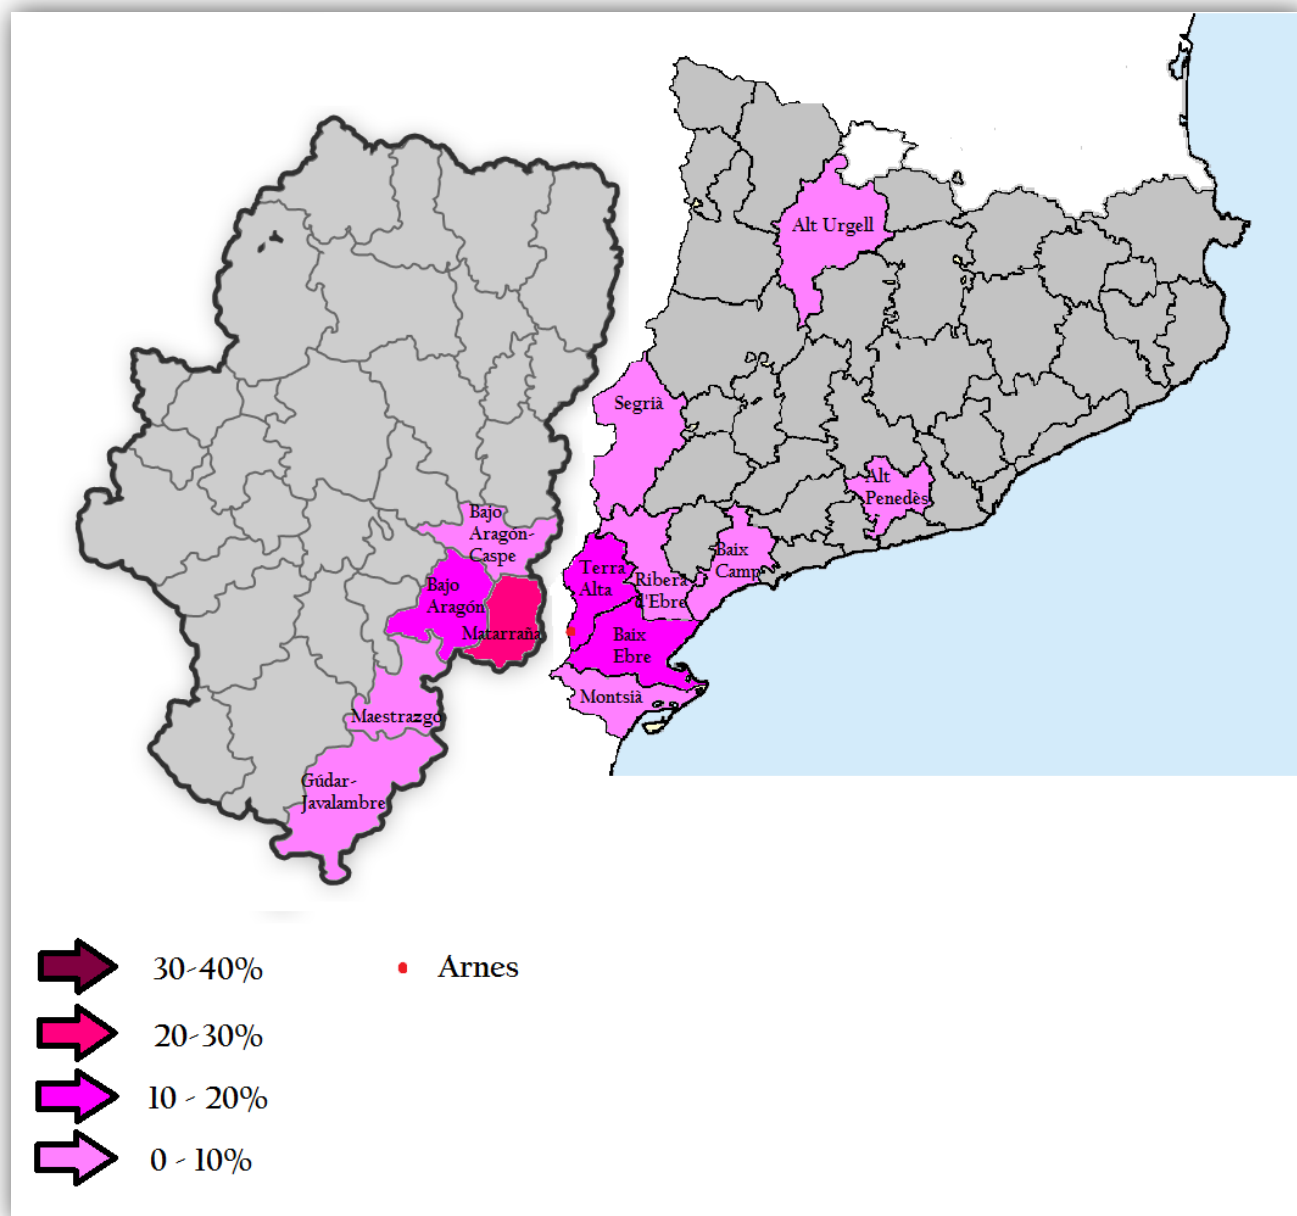 Alt Urgell
Segrià
Alt
Penedès
Bajo
Aragón-
Caspe
Baix
Camp
Terra
Alta
Ribera
d'Ebre
Bajo
Aragón
Matarraña
Baix
Ebre
Montsià
Maestrazgo
Gúdar-
Javalambre
30-40%
Arnes
20-30%
10 - 20%
0 - 10%